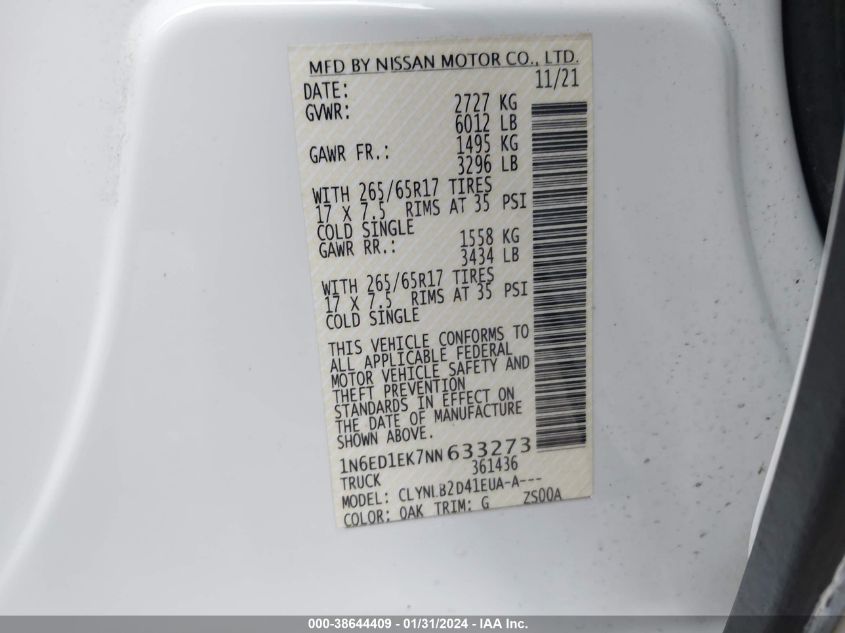 MFD BY NISSAN MOTOR CO., LTD.
DATE: 11/21
GVWR: 2727 KG
6012 LB
GAWR FR.: 1495 KG
3296 LB
WITH 265/65R17 TIRES
17 X 7.5 RIMS AT 35 PSI
COLD SINGLE
GAWR RR.: 1558 KG
3434 LB
WITH 265/65R17 TIRES
17 X 7.5 RIMS AT 35 PSI
COLD SINGLE
THIS VEHICLE CONFORMS TO
ALL APPLICABLE FEDERAL
MOTOR VEHICLE SAFETY AND
THEFT PREVENTION
STANDARDS IN EFFECT ON
THE DATE OF MANUFACTURE
SHOWN ABOVE.
1N6ED1EK7NN633273
TRUCK 361436
MODEL: CLYNLB2D41EUA-A---
COLOR: QAK TRIM: G ZS00A
000-38644409 - 01/31/2024 - IAA Inc.